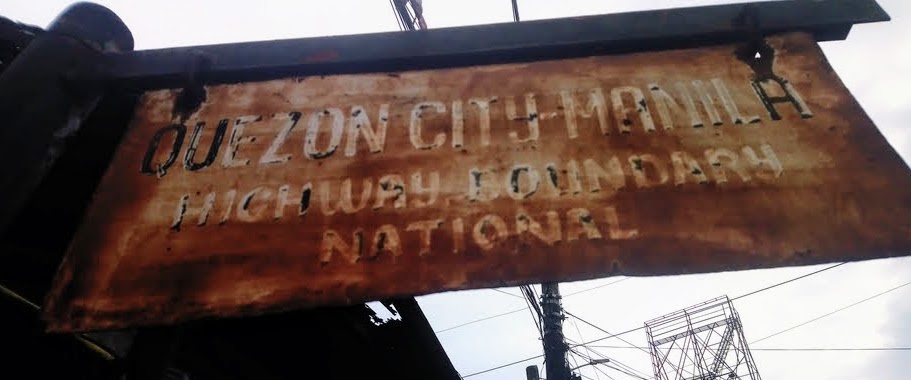 QUEZON CITY-MANILA
HIGHWAY BOUNDARY
NATIONAL